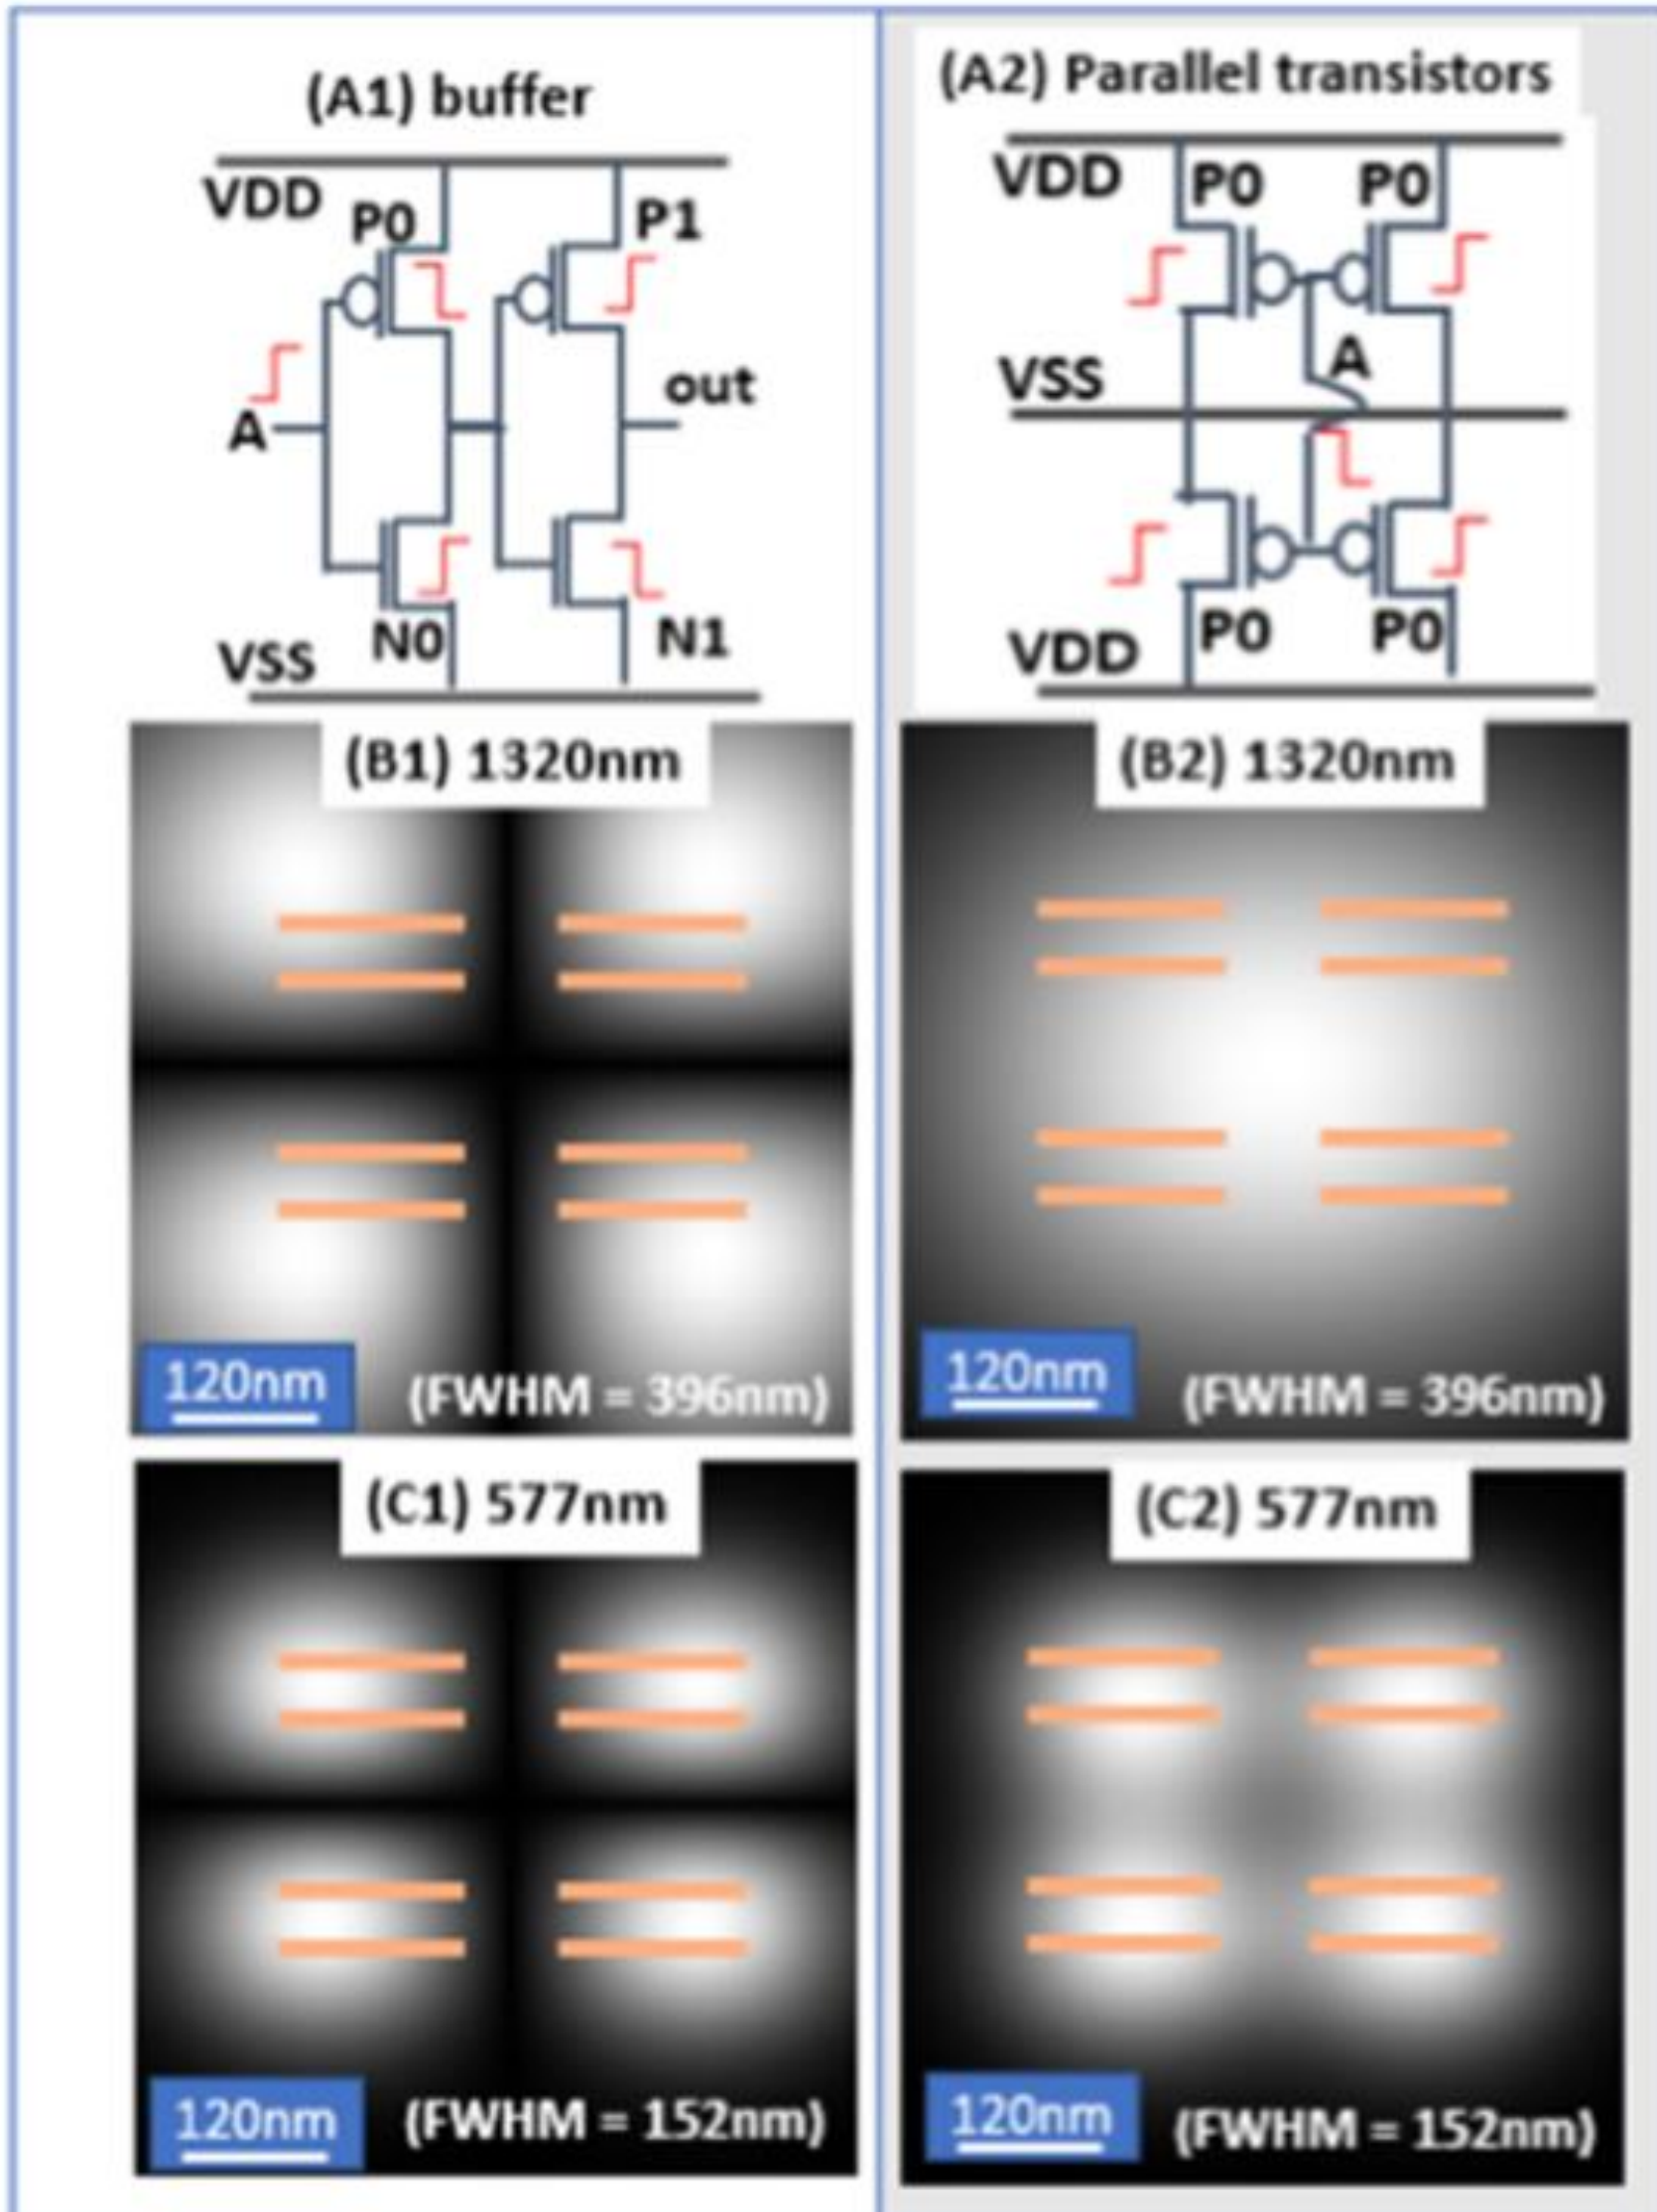 (A1) buffer
VDD
P0
P1
A
out
N0
N1
VSS
(A2) Parallel transistors
VDD
P0
P0
A
VSS
P0
P0
VDD
(B1) 1320nm
120nm
(FWHM = 396nm)
(B2) 1320nm
120nm
(FWHM = 396nm)
(C1) 577nm
120nm
(FWHM = 152nm)
(C2) 577nm
120nm
(FWHM = 152nm)